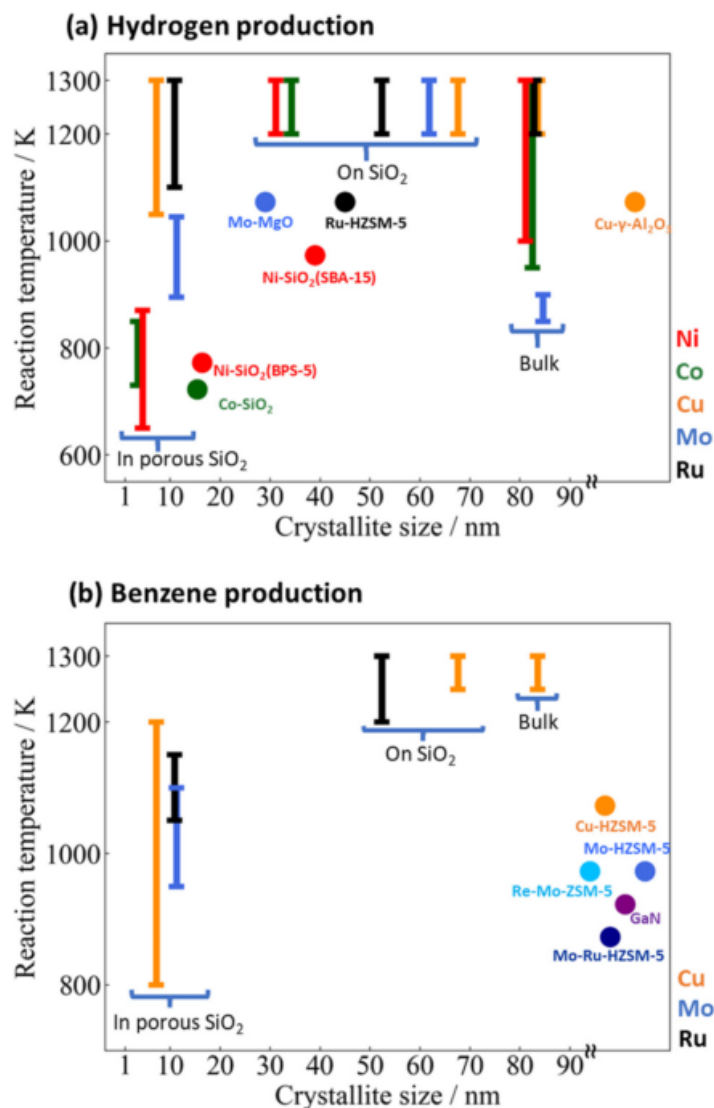 (a) Hydrogen production
Reaction temperature / K
1300
1200
1000
800
600
On SiO2
Mo-MgO
Ru-HZSM-5
Cu-γ-Al2O3
Ni-SiO2(SBA-15)
Ni-SiO2(BPS-5)
Co-SiO2
Bulk
In porous SiO2
Ni
Co
Cu
Mo
Ru
1 10 20 30 40 50 60 70 80 90
Crystallite size / nm
(b) Benzene production
Reaction temperature / K
1300
1200
1000
800
Bulk
On SiO2
Cu-HZSM-5
Mo-HZSM-5
Re-Mo-ZSM-5
GaN
Mo-Ru-HZSM-5
In porous SiO2
Cu
Mo
Ru
1 10 20 30 40 50 60 70 80 90
Crystallite size / nm